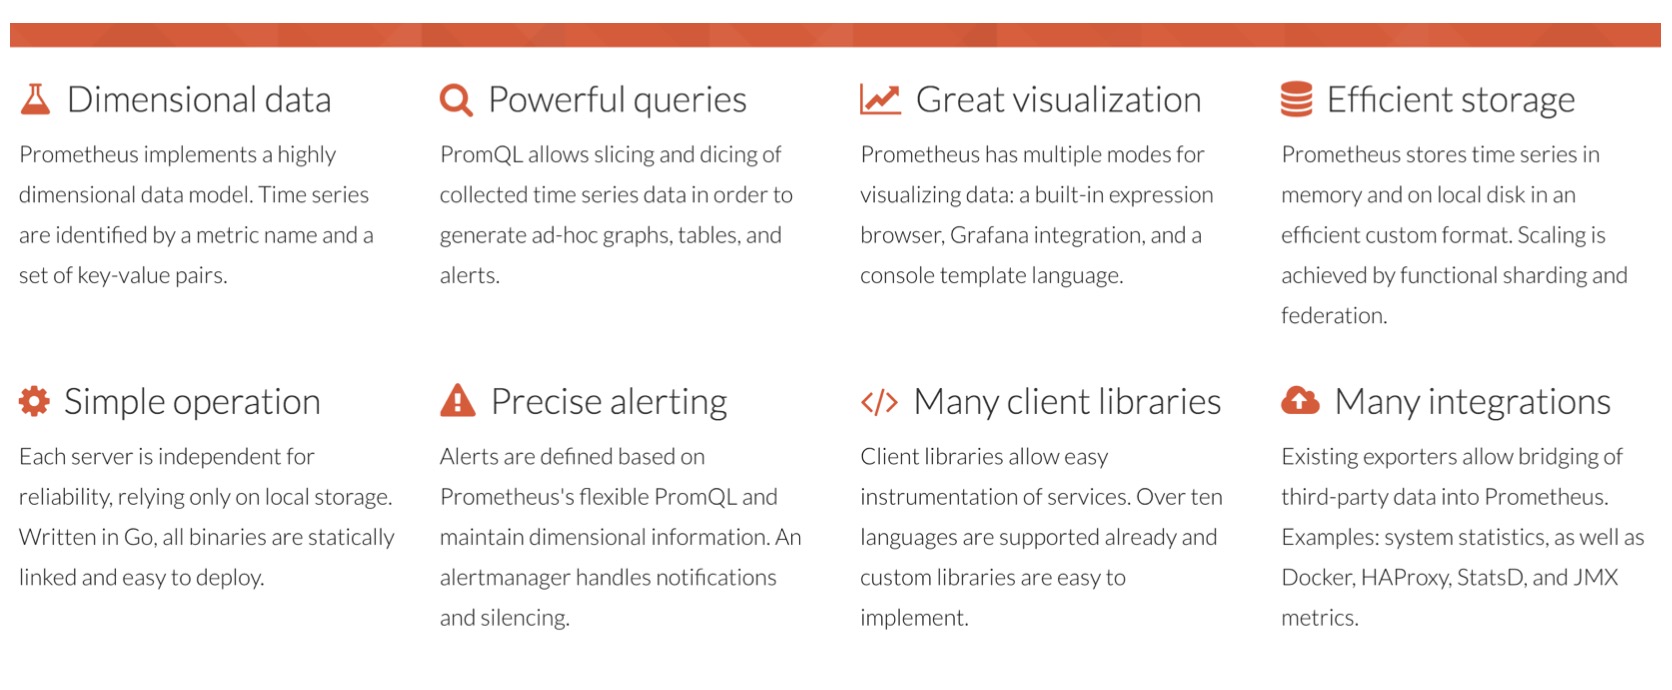 Dimensional data
Prometheus implements a highly
dimensional data model. Time series
are identified by a metric name and a
set of key-value pairs.
Powerful queries
PromQL allows slicing and dicing of
collected time series data in order to
generate ad-hoc graphs, tables, and
alerts.
Great visualization
Prometheus has multiple modes for
visualizing data: a built-in expression
browser, Grafana integration, and a
console template language.
Efficient storage
Prometheus stores time series in
memory and on local disk in an
efficient custom format. Scaling is
achieved by functional sharding and
federation.
Simple operation
Each server is independent for
reliability, relying only on local storage.
Written in Go, all binaries are statically
linked and easy to deploy.
Precise alerting
Alerts are defined based on
Prometheus's flexible PromQL and
maintain dimensional information. An
alertmanager handles notifications
and silencing.
Many client libraries
Client libraries allow easy
instrumentation of services. Over ten
languages are supported already and
custom libraries are easy to
implement.
Many integrations
Existing exporters allow bridging of
third-party data into Prometheus.
Examples: system statistics, as well as
Docker, HAProxy, StatsD, and JMX
metrics.